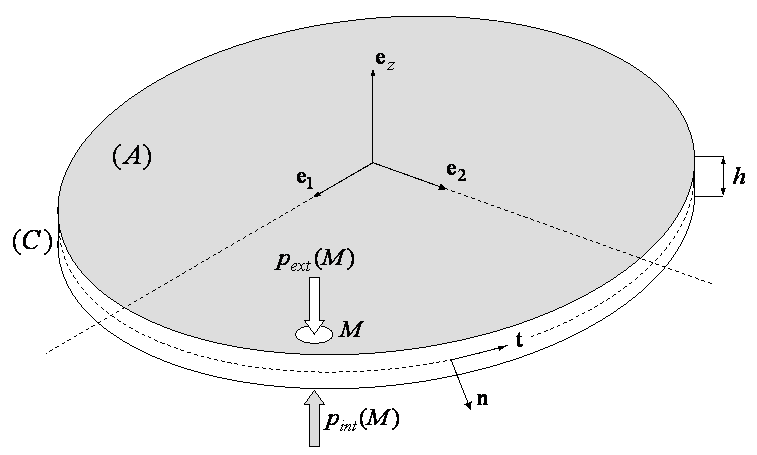 e_z
(A)
e_1
e_2
h
(C)
p_ext(M)
M
t
n
p_int(M)